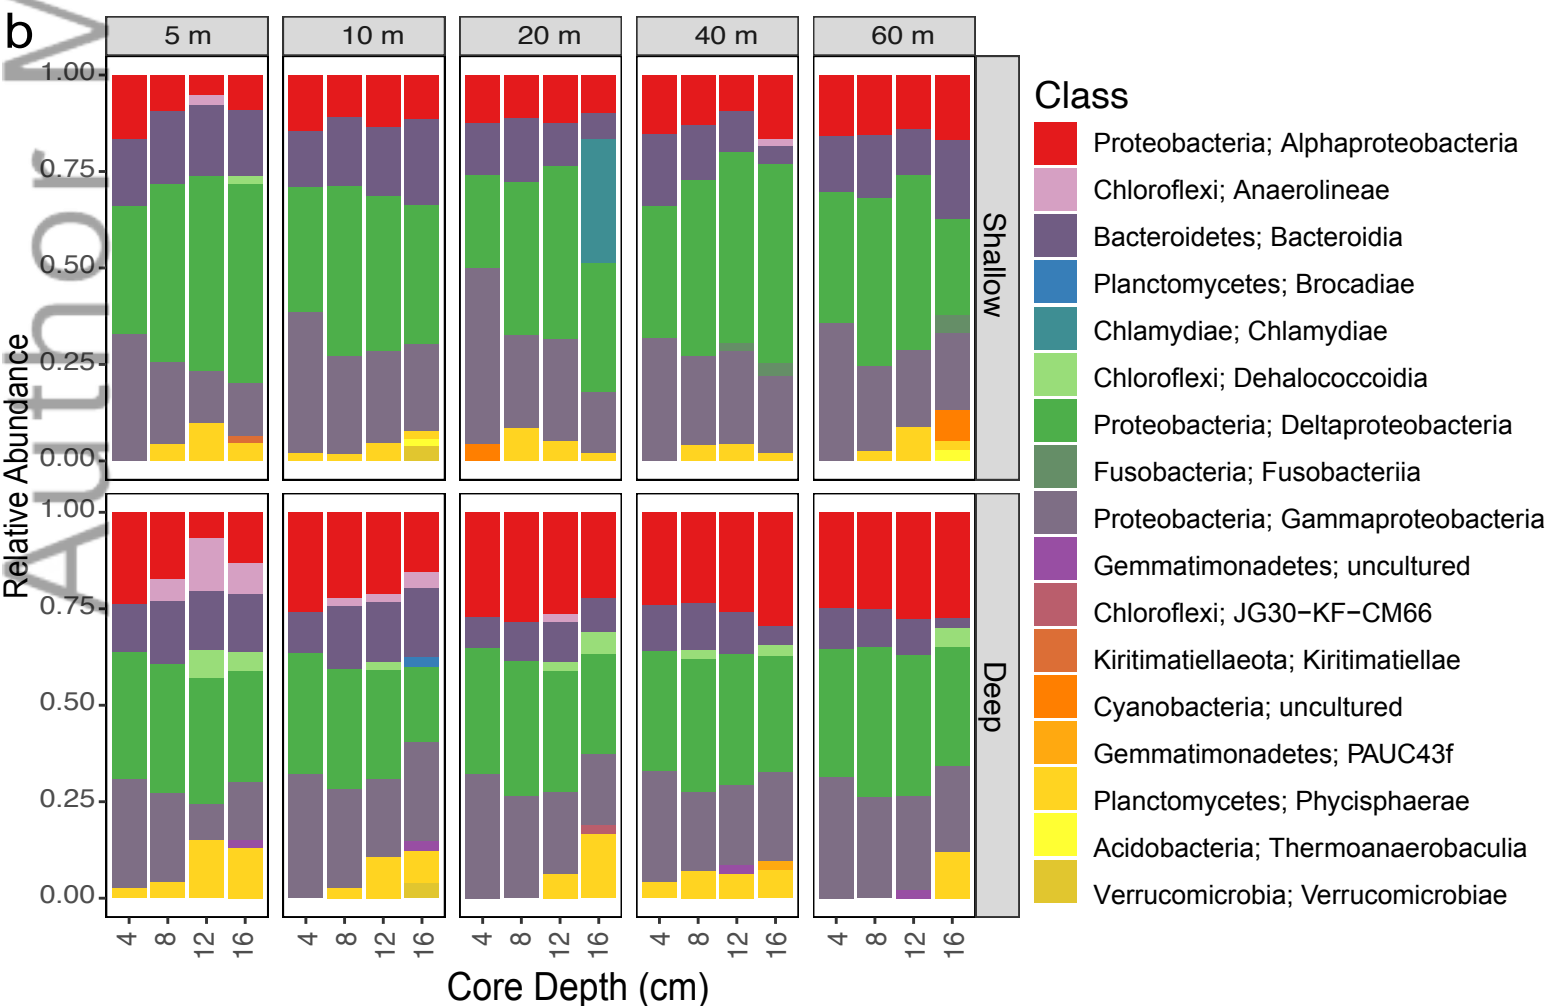 b
5 m 10 m 20 m 40 m 60 m
1.00
0.75
0.50
0.25
0.00
Shallow
1.00
0.75
0.50
0.25
0.00
Deep
Relative Abundance
4 8 12 16 4 8 12 16 4 8 12 16 4 8 12 16 4 8 12 16
Core Depth (cm)
Class
Proteobacteria; Alphaproteobacteria
Chloroflexi; Anaerolineae
Bacteroidetes; Bacteroidia
Planctomycetes; Brocadiae
Chlamydiae; Chlamydiae
Chloroflexi; Dehalococcoidia
Proteobacteria; Deltaproteobacteria
Fusobacteria; Fusobacteriia
Proteobacteria; Gammaproteobacteria
Gemmatimonadetes; uncultured
Chloroflexi; JG30−KF−CM66
Kiritimatiellaeota; Kiritimatiellae
Cyanobacteria; uncultured
Gemmatimonadetes; PAUC43f
Planctomycetes; Phycisphaerae
Acidobacteria; Thermoanaerobaculia
Verrucomicrobia; Verrucomicrobiae
Author M